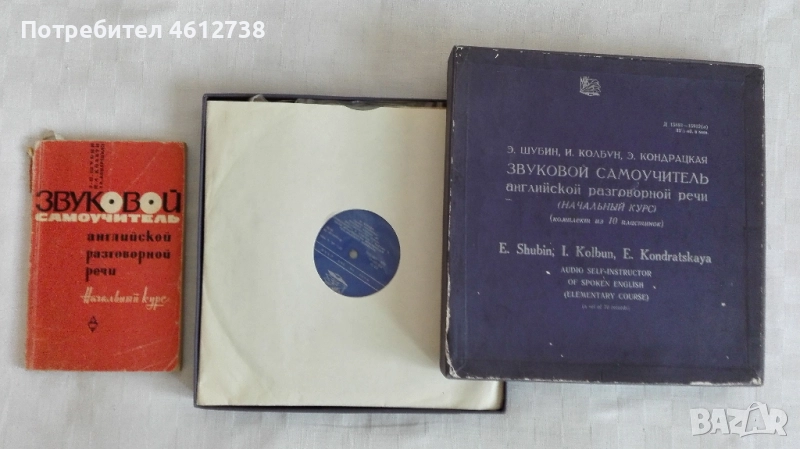 Потребител 4612738
ЗВУКОВОЙ
САМОУЧИТЕЛЬ
английской
разговорной
речи
Начальный курс
Э. ШУБИН, И. КОЛБУН, Э. КОНДРАЦКАЯ
ЗВУКОВОЙ САМОУЧИТЕЛЬ
английской разговорной речи
(НАЧАЛЬНЫЙ КУРС)
(комплект из 10 пластинок)
E. Shubin, I. Kolbun, E. Kondratskaya
AUDIO SELF-INSTRUCTOR
OF SPOKEN ENGLISH
(ELEMENTARY COURSE)
BAZAR